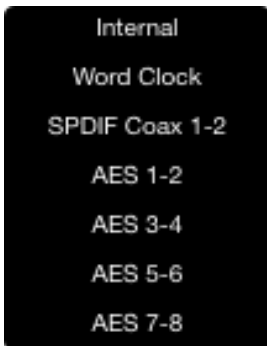 Internal
Word Clock
SPDIF Coax 1-2
AES 1-2
AES 3-4
AES 5-6
AES 7-8